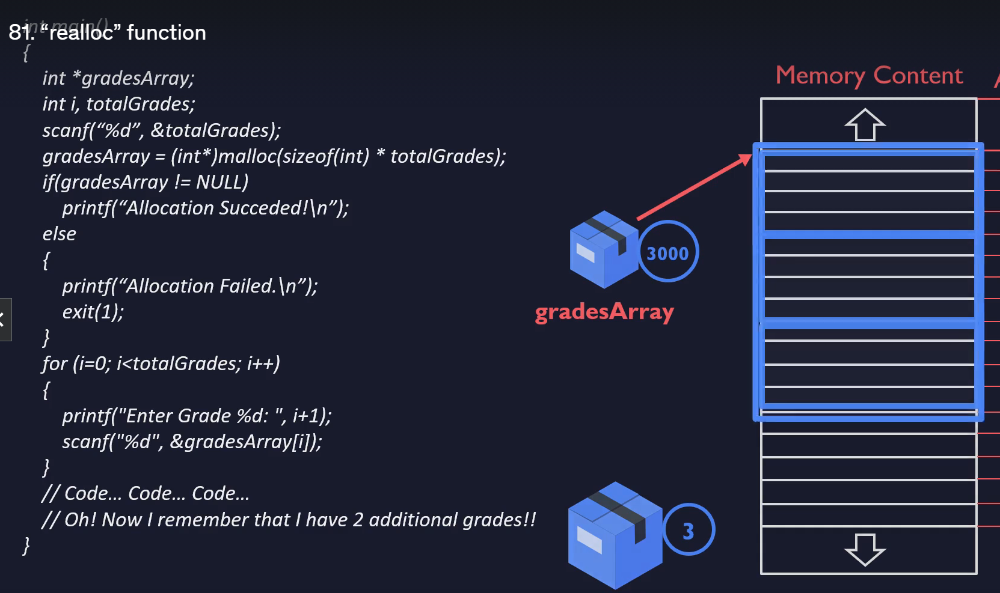 int main()
81. “realloc” function
{
int *gradesArray;
int i, totalGrades;
scanf(“%d”, &totalGrades);
gradesArray = (int*)malloc(sizeof(int) * totalGrades);
if(gradesArray != NULL)
printf(“Allocation Succeded!\n”);
else
{
printf(“Allocation Failed.\n”);
exit(1);
}
for (i=0; i<totalGrades; i++)
{
printf("Enter Grade %d: ", i+1);
scanf("%d", &gradesArray[i]);
}
// Code... Code... Code...
// Oh! Now I remember that I have 2 additional grades!!
}
3000
gradesArray
3
Memory Content